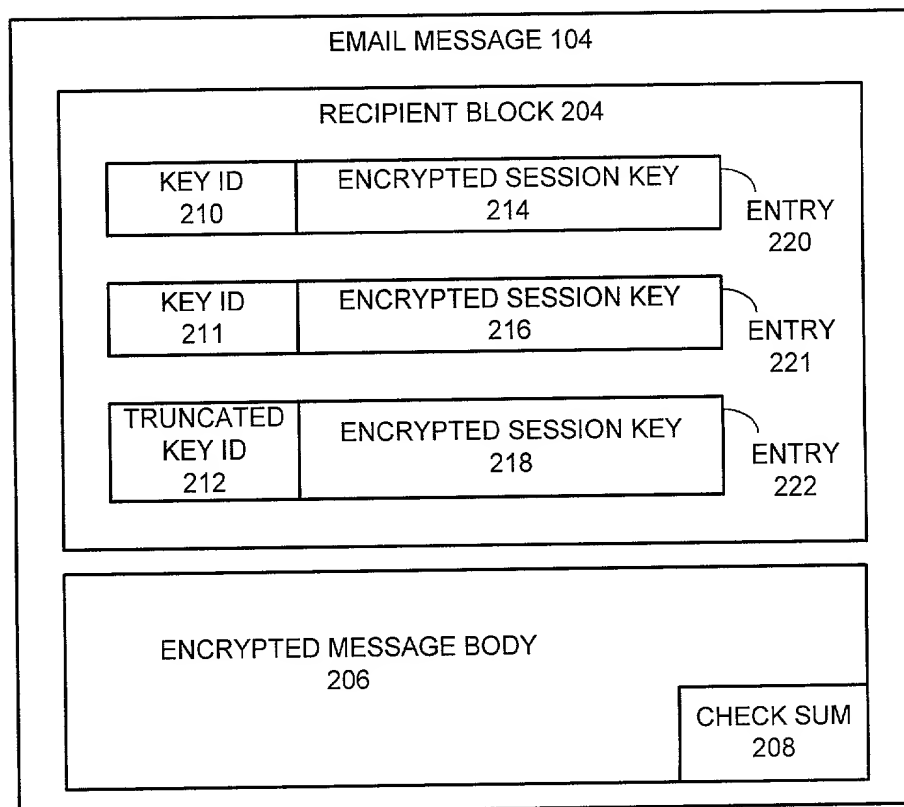 EMAIL MESSAGE 104
RECIPIENT BLOCK 204
KEY ID
210
ENCRYPTED SESSION KEY
214
ENTRY
220
KEY ID
211
ENCRYPTED SESSION KEY
216
ENTRY
221
TRUNCATED
KEY ID
212
ENCRYPTED SESSION KEY
218
ENTRY
222
ENCRYPTED MESSAGE BODY
206
CHECK SUM
208